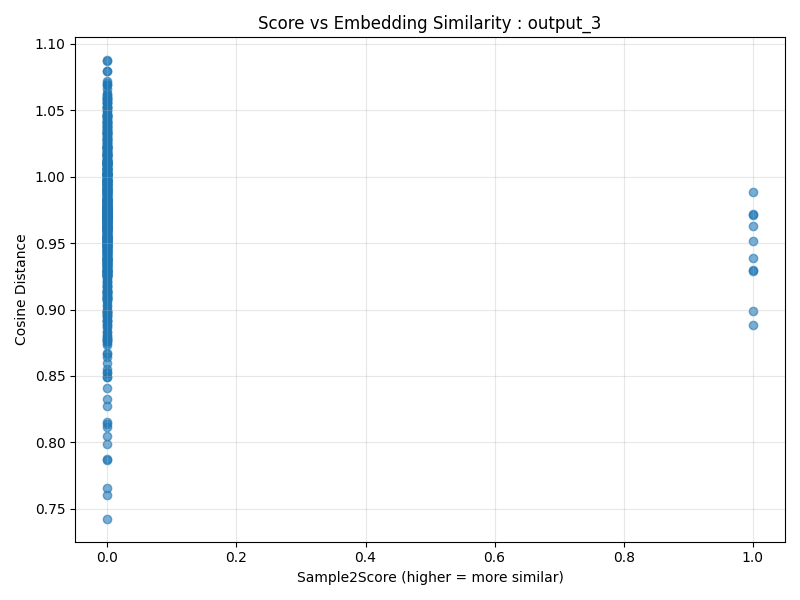 Score vs Embedding Similarity : output_3
1.10
1.05
1.00
0.95
0.90
0.85
0.80
0.75
Cosine Distance
0.0 0.2 0.4 0.6 0.8 1.0
Sample2Score (higher = more similar)